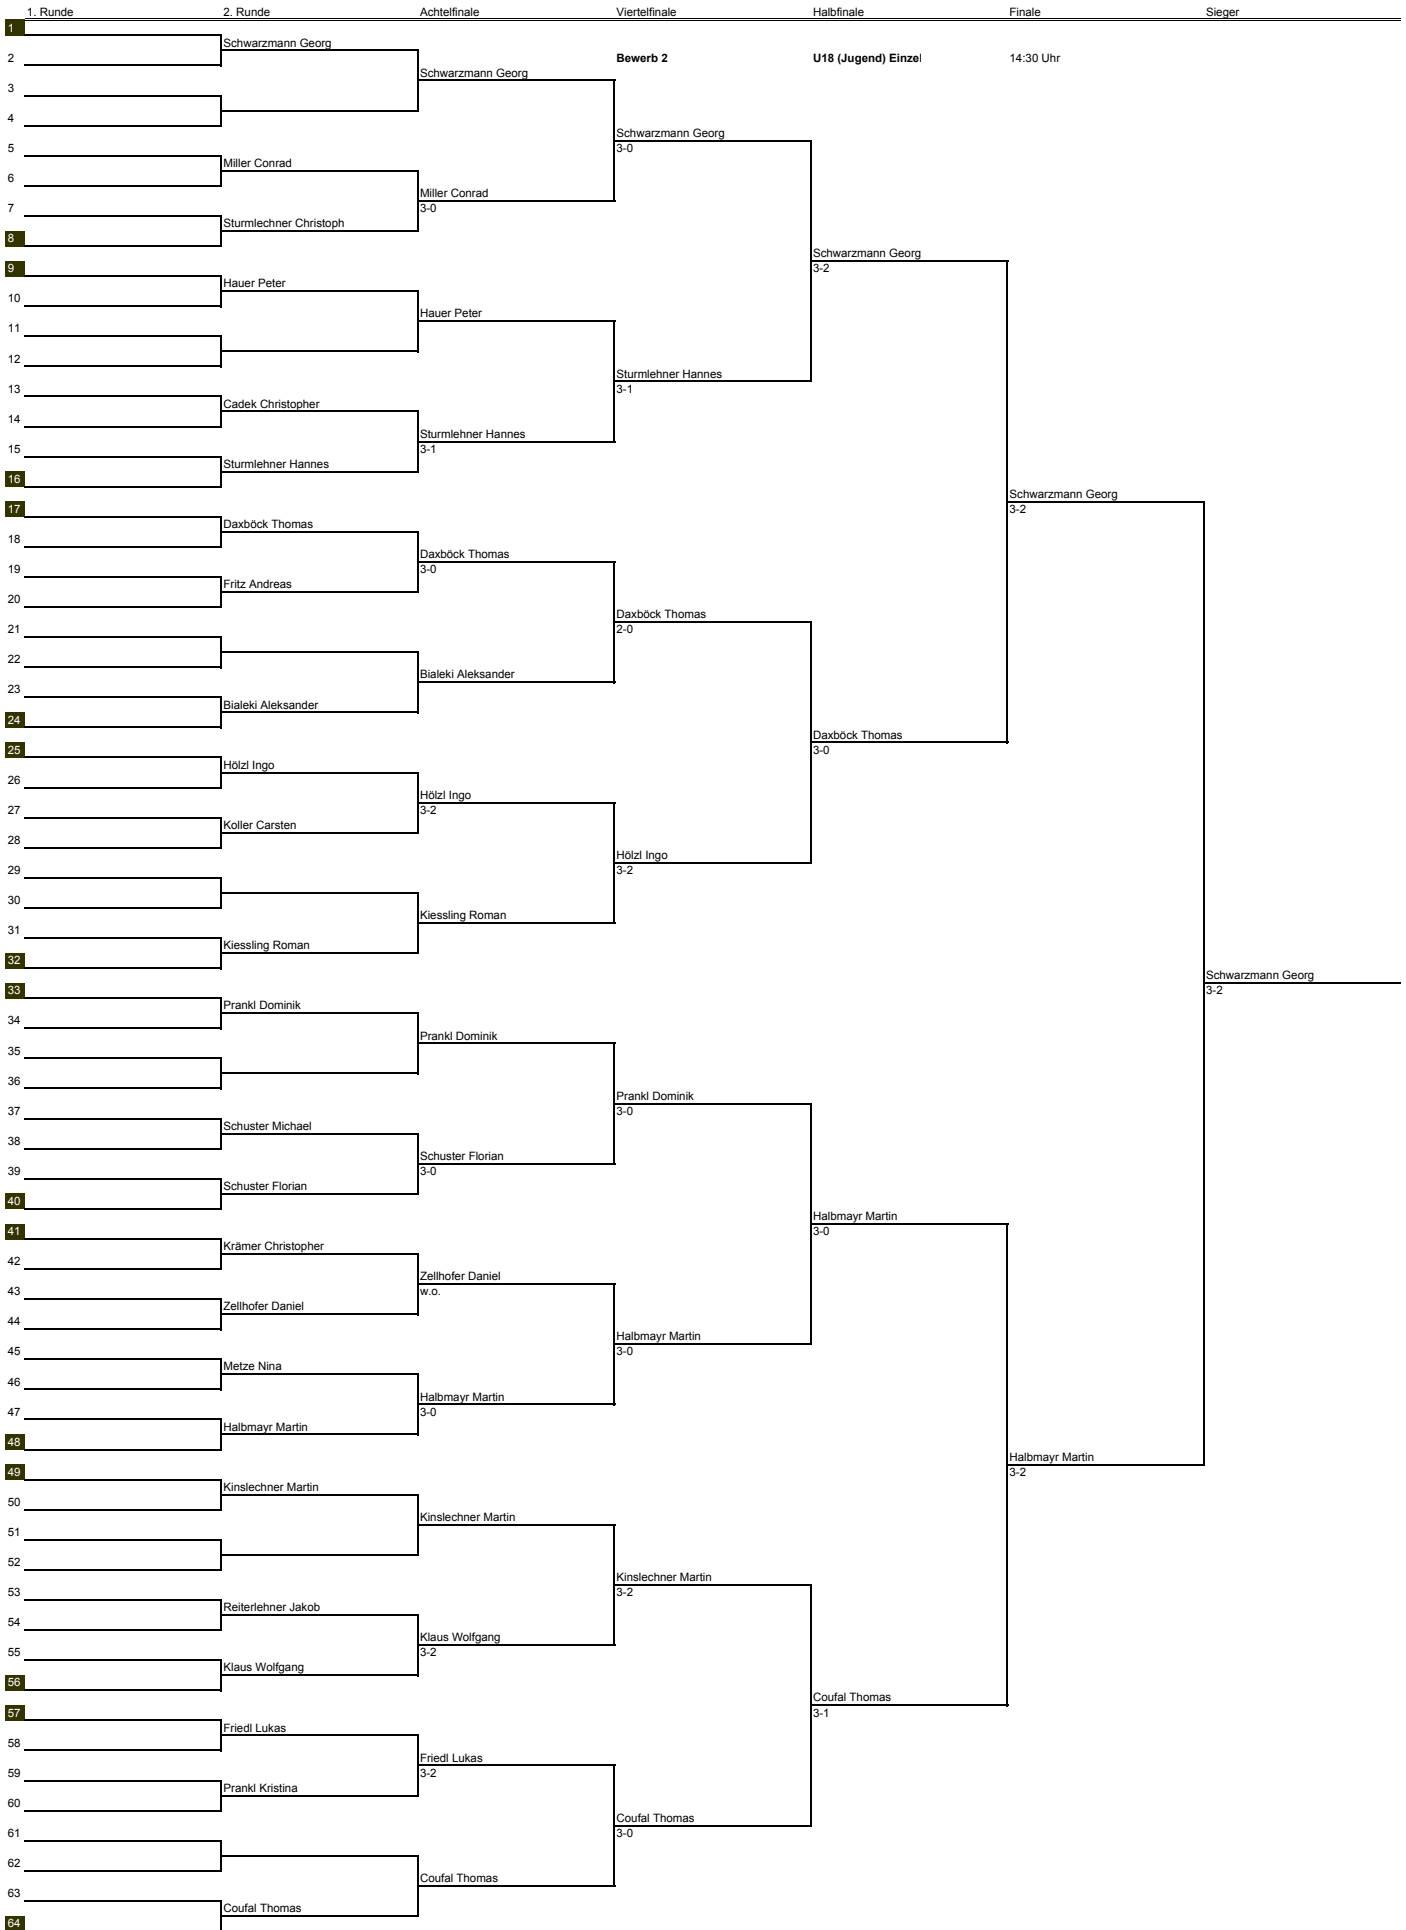 1. Runde 2. Runde Achtelfinale Viertelfinale Halbfinale Finale Sieger
1
Schwarzmann Georg
2 Bewerb 2 U18 (Jugend) Einzel 14:30 Uhr
Schwarzmann Georg
3
4
Schwarzmann Georg
5 3-0
Miller Conrad
6
Miller Conrad
7 3-0
Sturmlechner Christoph
8
Schwarzmann Georg
9 3-2
Hauer Peter
10
Hauer Peter
11
12
Sturmlehner Hannes
13 3-1
Cadek Christopher
14
Sturmlehner Hannes
15 3-1
Sturmlehner Hannes
16
Schwarzmann Georg
17 3-2
Daxböck Thomas
18
Daxböck Thomas
19 3-0
Fritz Andreas
20
Daxböck Thomas
21 2-0
22
Bialeki Aleksander
23
Bialeki Aleksander
24
Daxböck Thomas
25 3-0
Hölzl Ingo
26
Hölzl Ingo
27 3-2
Koller Carsten
28
Hölzl Ingo
29 3-2
30
Kiessling Roman
31
Kiessling Roman
32
Schwarzmann Georg
33 3-2
Prankl Dominik
34
Prankl Dominik
35
36
Prankl Dominik
37 3-0
Schuster Michael
38
Schuster Florian
39 3-0
Schuster Florian
40
Halbmayr Martin
41 3-0
Krämer Christopher
42
Zellhofer Daniel
43 w.o.
Zellhofer Daniel
44
Halbmayr Martin
45 3-0
Metze Nina
46
Halbmayr Martin
47 3-0
Halbmayr Martin
48
Halbmayr Martin
49 3-2
Kinslechner Martin
50
Kinslechner Martin
51
52
Kinslechner Martin
53 3-2
Reiterlehner Jakob
54
Klaus Wolfgang
55 3-2
Klaus Wolfgang
56
Coufal Thomas
57 3-1
Friedl Lukas
58
Friedl Lukas
59 3-2
Prankl Kristina
60
Coufal Thomas
61 3-0
62
Coufal Thomas
63
Coufal Thomas
64